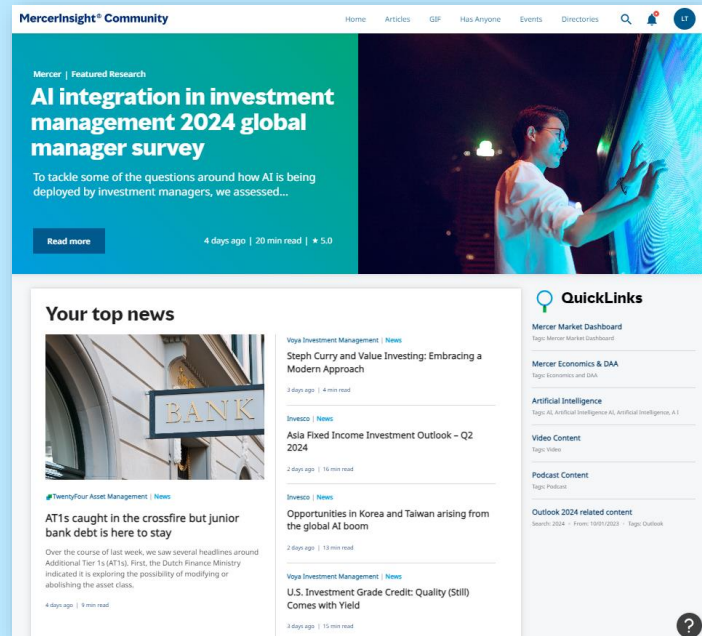 MercerInsight® Community
Home Articles GIF Has Anyone Events Directories
LT
Mercer | Featured Research
AI integration in investment
management 2024 global
manager survey
To tackle some of the questions around how AI is being
deployed by investment managers, we assessed...
Read more
4 days ago | 20 min read | ★ 5.0
Your top news
BANK
TwentyFour Asset Management | News
AT1s caught in the crossfire but junior
bank debt is here to stay
Over the course of last week, we saw several headlines around
Additional Tier 1s (AT1s). First, the Dutch Finance Ministry
indicated it is exploring the possibility of modifying or
abolishing the asset class.
4 days ago | 9 min read
Voya Investment Management | News
Steph Curry and Value Investing: Embracing a
Modern Approach
3 days ago | 4 min read
Invesco | News
Asia Fixed Income Investment Outlook – Q2
2024
2 days ago | 16 min read
Invesco | News
Opportunities in Korea and Taiwan arising from
the global AI boom
2 days ago | 13 min read
Voya Investment Management | News
U.S. Investment Grade Credit: Quality (Still)
Comes with Yield
3 days ago | 15 min read
QuickLinks
Mercer Market Dashboard
Tags: Mercer Market Dashboard
Mercer Economics & DAA
Tags: Economics and DAA
Artificial Intelligence
Tags: AI, Artificial Intelligence AI, Artificial Intelligence, A I
Video Content
Tags: Video
Podcast Content
Tags: Podcast
Outlook 2024 related content
Search: 2024 - From: 10/01/2023 - Tags: Outlook
?